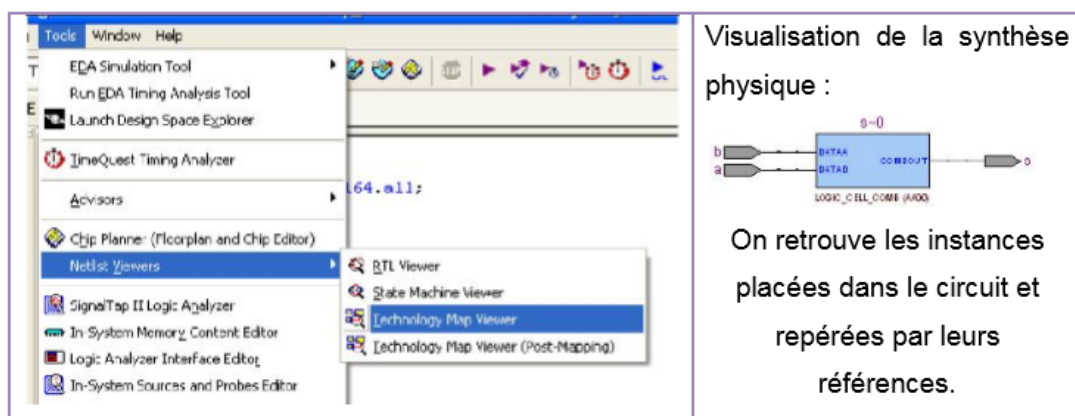 Tools Window Help
EDA Simulation Tool
Run EDA Timing Analysis Tool
Launch Design Space Explorer
TimeQuest Timing Analyzer
Advisors
164.all;
Chip Planner (Floorplan and Chip Editor)
Netlist Viewers
SignalTap II Logic Analyzer
In-System Memory Content Editor
Logic Analyzer Interface Editor
In-System Sources and Probes Editor
RTL Viewer
State Machine Viewer
Technology Map Viewer
Technology Map Viewer (Post-Mapping)
Visualisation de la synthèse
physique :
s~0
b
a
DATAA
DATAD
COMBOUT
s
LOGIC_CELL_COMB
On retrouve les instances
placées dans le circuit et
repérées par leurs
références.